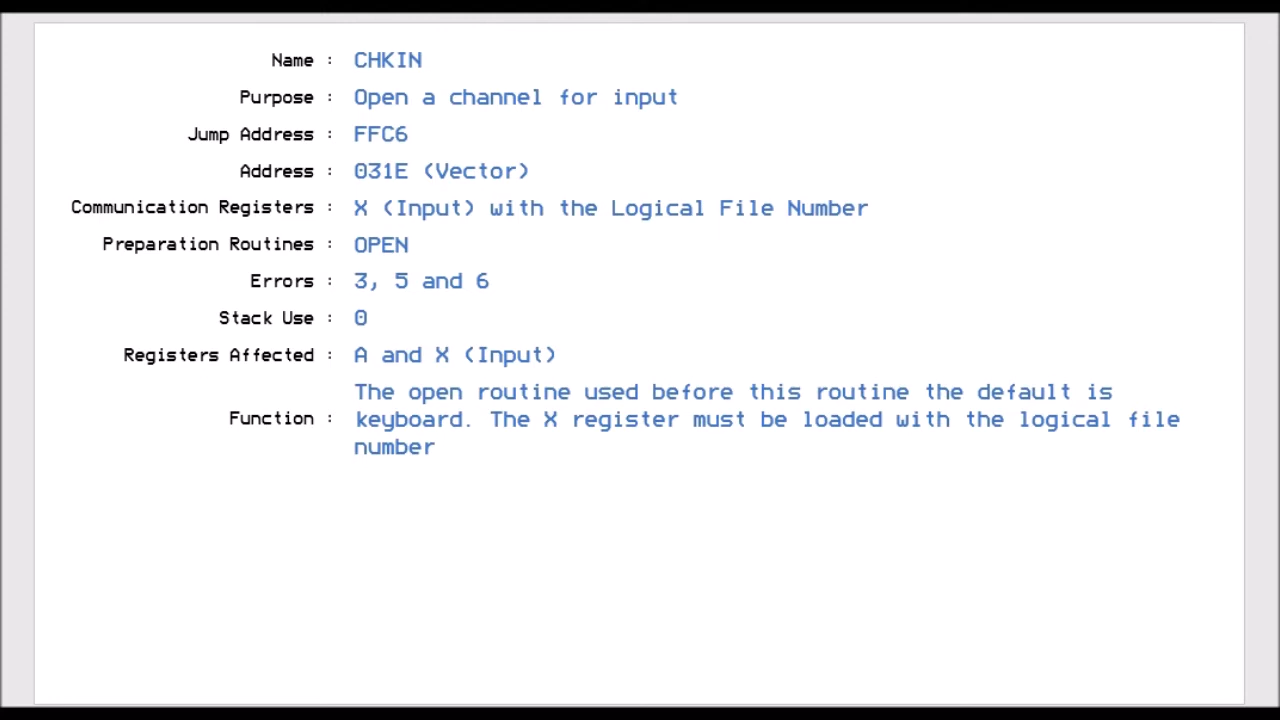 Name : CHKIN
Purpose : Open a channel for input
Jump Address : FFC6
Address : 031E (Vector)
Communication Registers : X (Input) with the Logical File Number
Preparation Routines : OPEN
Errors : 3, 5 and 6
Stack Use : 0
Registers Affected : A and X (Input)
The open routine used before this routine the default is
Function : keyboard. The X register must be loaded with the logical file
number